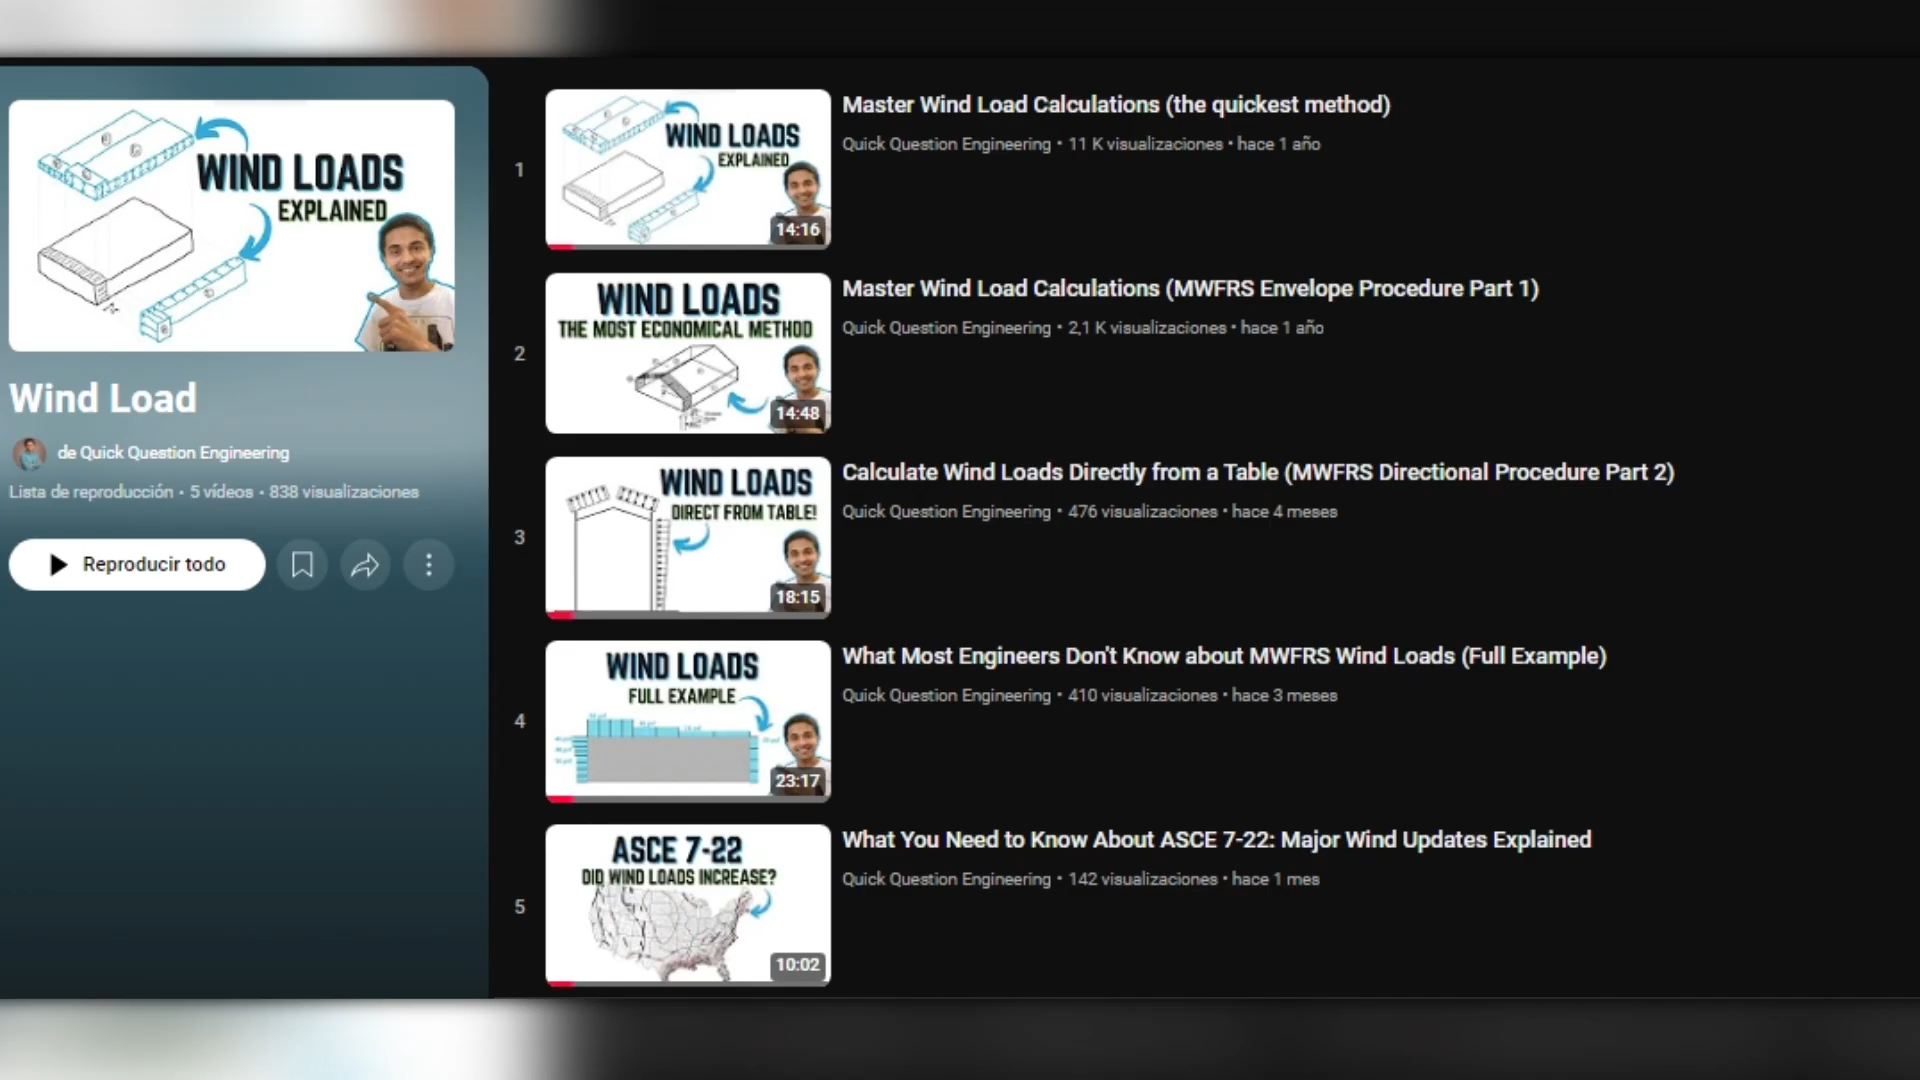 WIND LOADS
EXPLAINED
Wind Load
de Quick Question Engineering
Lista de reproducción • 5 vídeos • 838 visualizaciones
Reproducir todo
1
WIND LOADS
EXPLAINED
14:16
Master Wind Load Calculations (the quickest method)
Quick Question Engineering • 11 K visualizaciones • hace 1 año
2
WIND LOADS
THE MOST ECONOMICAL METHOD
14:48
Master Wind Load Calculations (MWFRS Envelope Procedure Part 1)
Quick Question Engineering • 2,1 K visualizaciones • hace 1 año
3
WIND LOADS
DIRECT FROM TABLE!
18:15
Calculate Wind Loads Directly from a Table (MWFRS Directional Procedure Part 2)
Quick Question Engineering • 476 visualizaciones • hace 4 meses
4
WIND LOADS
FULL EXAMPLE
23:17
What Most Engineers Don't Know about MWFRS Wind Loads (Full Example)
Quick Question Engineering • 410 visualizaciones • hace 3 meses
5
ASCE 7-22
DID WIND LOADS INCREASE?
10:02
What You Need to Know About ASCE 7-22: Major Wind Updates Explained
Quick Question Engineering • 142 visualizaciones • hace 1 mes